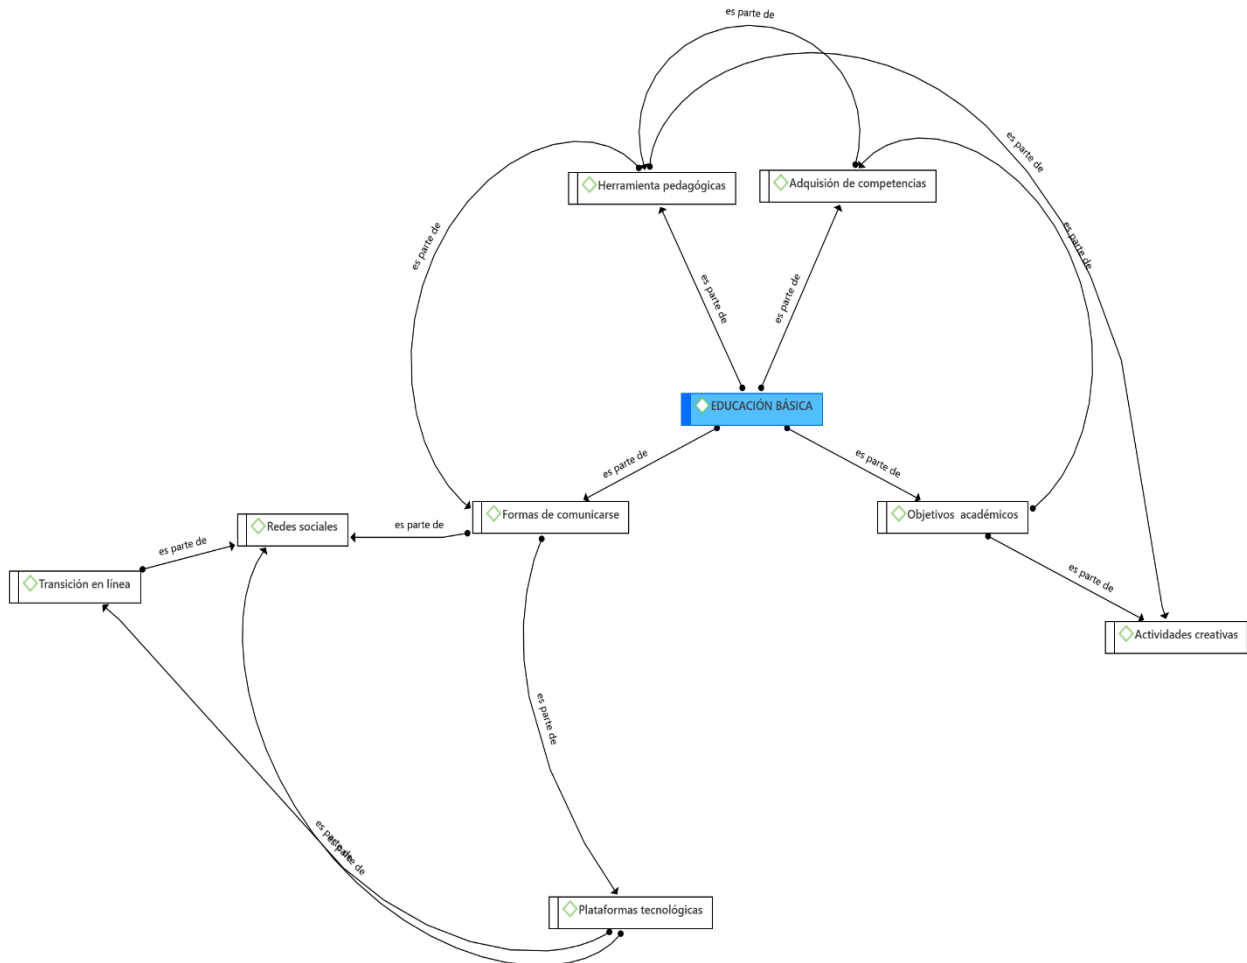 es parte de
es parte de
Herramienta pedagógicas
Adquisión de competencias
es parte de
es parte de
es parte de
es parte de
EDUCACIÓN BÁSICA
es parte de
es parte de
Formas de comunicarse
Objetivos académicos
Redes sociales
es parte de
es parte de
Transición en línea
es parte de
Actividades creativas
es parte de
es parte de
es parte de
Plataformas tecnológicas